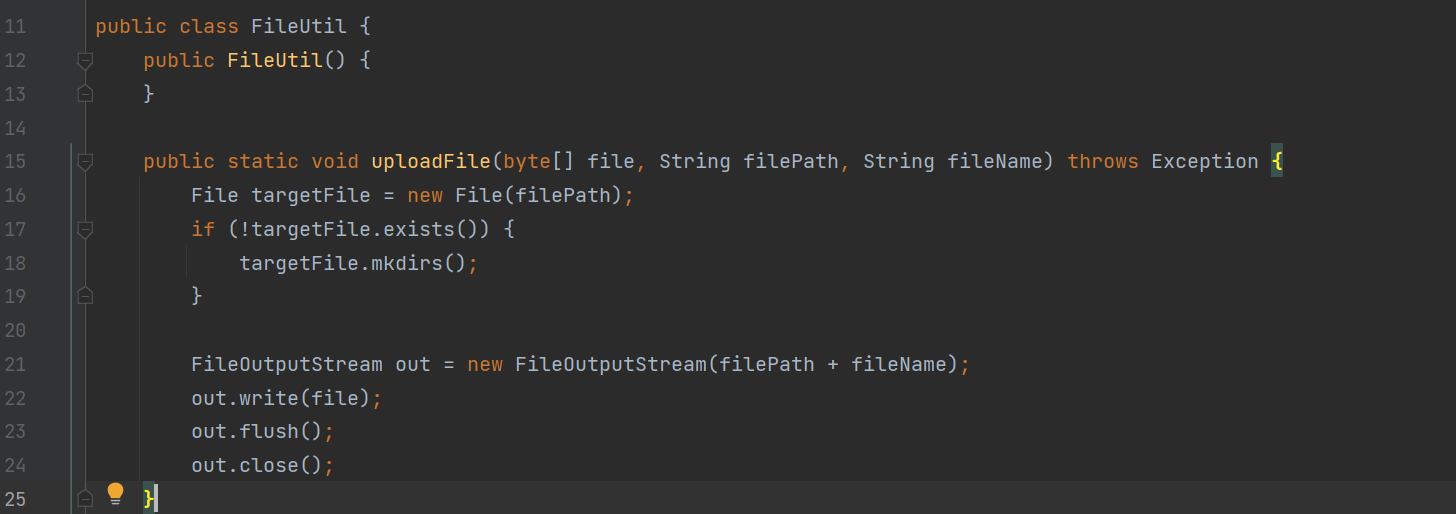 11 public class FileUtil {
12     public FileUtil() {
13     }
14
15     public static void uploadFile(byte[] file, String filePath, String fileName) throws Exception {
16         File targetFile = new File(filePath);
17         if (!targetFile.exists()) {
18             targetFile.mkdirs();
19         }
20
21         FileOutputStream out = new FileOutputStream(filePath + fileName);
22         out.write(file);
23         out.flush();
24         out.close();
25     }